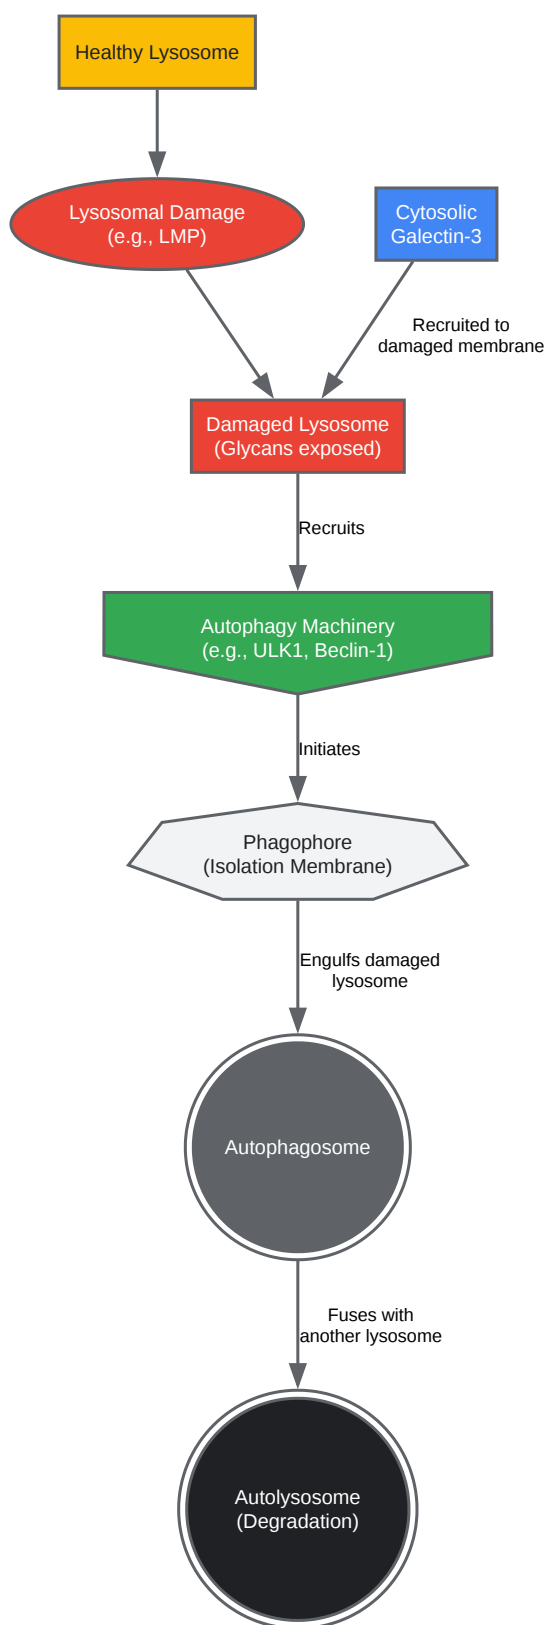 Healthy Lysosome
Lysosomal Damage
(e.g., LMP)
Cytosolic
Galectin-3
Recruited to
damaged membrane
Damaged Lysosome
(Glycans exposed)
Recruits
Autophagy Machinery
(e.g., ULK1, Beclin-1)
Initiates
Phagophore
(Isolation Membrane)
Engulfs damaged
lysosome
Autophagosome
Fuses with
another lysosome
Autolysosome
(Degradation)